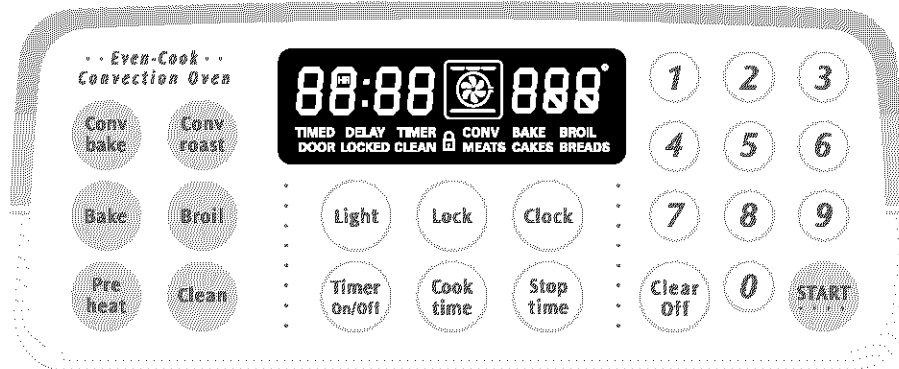 Even-Cook
Convection Oven
Conv
bake
Conv
roast
Bake
Broil
Pre
heat
Clean
88:88 888°
HR
TIMED DELAY TIMER CONV BAKE BROIL
DOOR LOCKED CLEAN MEATS CAKES BREADS
Light
Lock
Clock
Timer
On/Off
Cook
time
Stop
time
1 2 3
4 5 6
7 8 9
Clear
Off
0
START